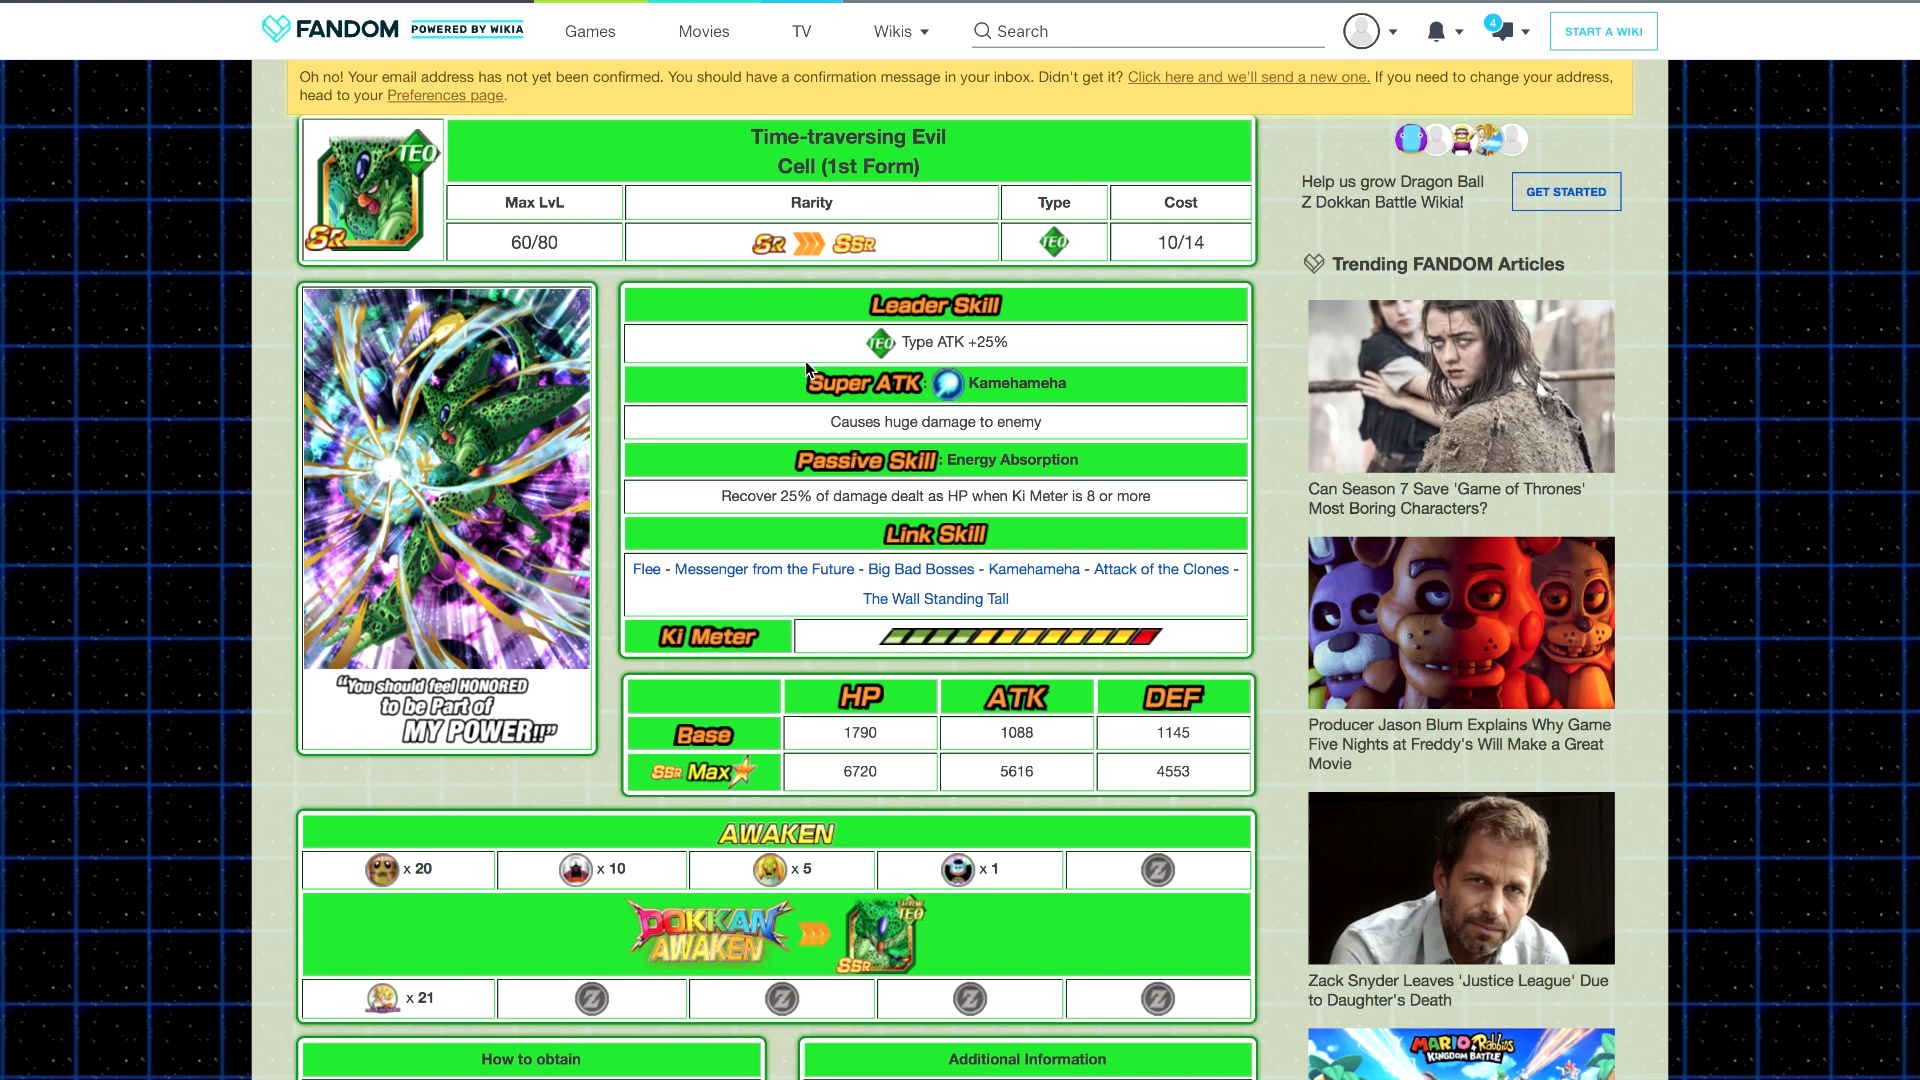 FANDOM POWERED BY WIKIA
Games
Movies
TV
Wikis
Search
4
START A WIKI
Oh no! Your email address has not yet been confirmed. You should have a confirmation message in your inbox. Didn't get it? Click here and we'll send a new one. If you need to change your address,
head to your Preferences page.
TEQ
SR
Time-traversing Evil
Cell (1st Form)
Max LvL
Rarity
Type
Cost
60/80
SR SSR
TEQ
10/14
"You should feel HONORED
to be Part of
MY POWER!!"
Leader Skill
TEQ Type ATK +25%
Super ATK: Kamehameha
Causes huge damage to enemy
Passive Skill: Energy Absorption
Recover 25% of damage dealt as HP when Ki Meter is 8 or more
Link Skill
Flee - Messenger from the Future - Big Bad Bosses - Kamehameha - Attack of the Clones -
The Wall Standing Tall
Ki Meter
HP ATK DEF
Base 1790 1088 1145
SSR Max 6720 5616 4553
AWAKEN
x 20
x 10
x 5
x 1
Z
DOKKAN
AWAKEN
TEQ
SSR
x 21
Z
Z
Z
Z
How to obtain
Additional Information
Help us grow Dragon Ball
Z Dokkan Battle Wikia!
GET STARTED
Trending FANDOM Articles
Can Season 7 Save 'Game of Thrones'
Most Boring Characters?
Producer Jason Blum Explains Why Game
Five Nights at Freddy's Will Make a Great
Movie
Zack Snyder Leaves 'Justice League' Due
to Daughter's Death
MARIO + Rabbids
KINGDOM BATTLE